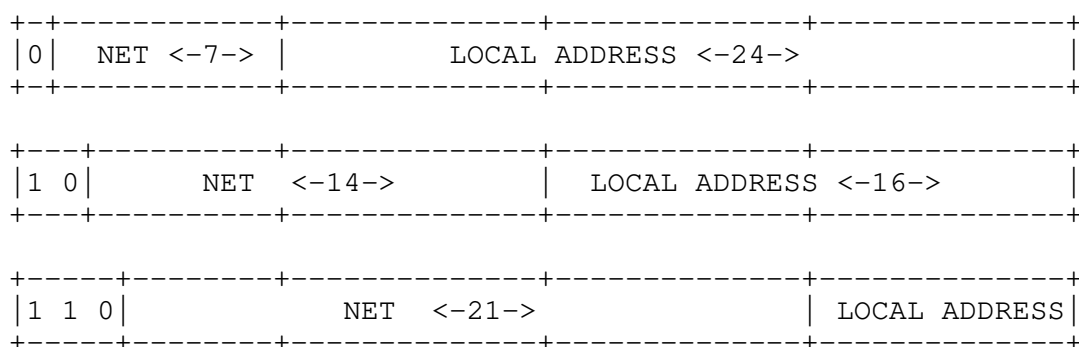 +-+------------+--------------+--------------+--------------+
|0| NET <-7-> | LOCAL ADDRESS <-24-> |
+-+------------+--------------+--------------+--------------+
+---+----------+--------------+--------------+--------------+
|1 0| NET <-14-> | LOCAL ADDRESS <-16-> |
+---+----------+--------------+--------------+--------------+
+-----+--------+--------------+--------------+--------------+
|1 1 0| NET <-21-> | LOCAL ADDRESS|
+-----+--------+--------------+--------------+--------------+